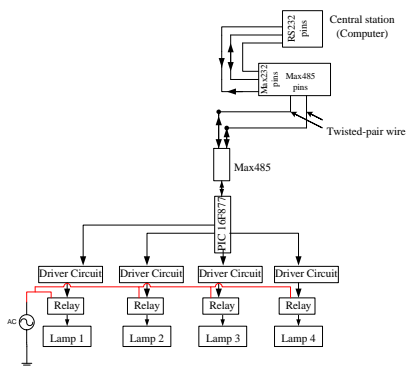 Central station
(Computer)
RS232
pins
Max232
pins
Max485
pins
Twisted-pair wire
Max485
PIC 16F877
Driver Circuit
Driver Circuit
Driver Circuit
Driver Circuit
Relay
Relay
Relay
Relay
AC
Lamp 1
Lamp 2
Lamp 3
Lamp 4